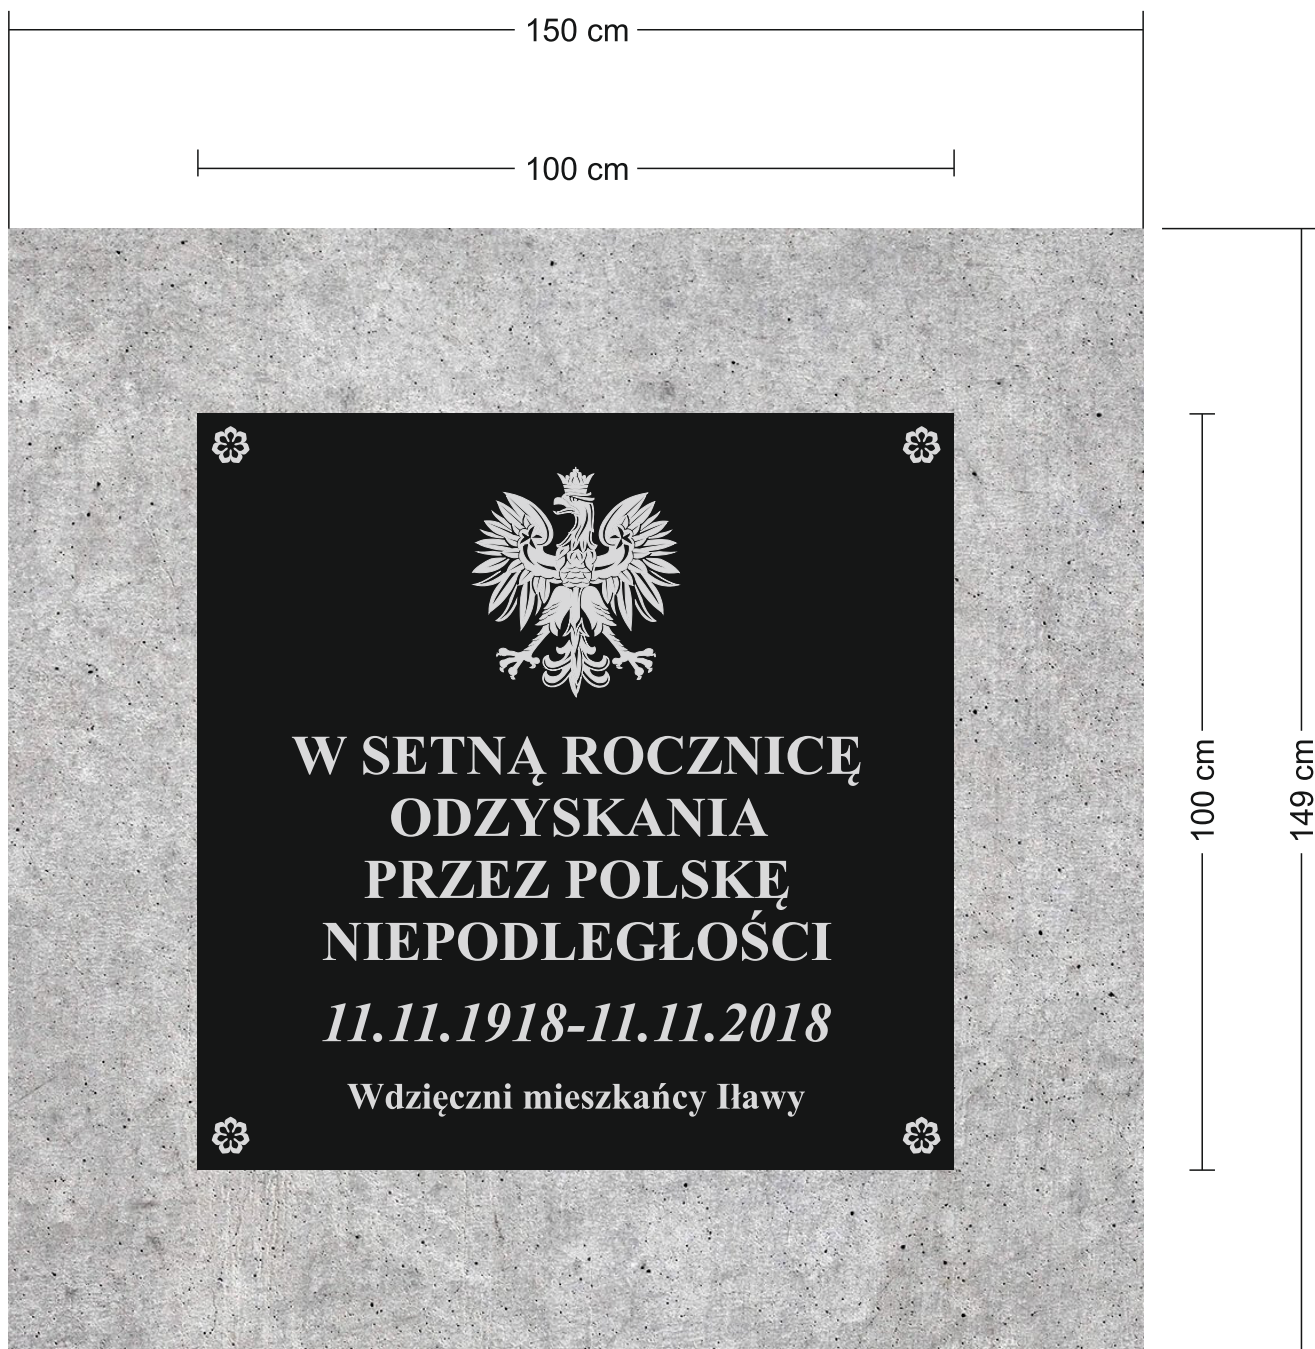 150 cm
100 cm
W SETNĄ ROCZNICĘ
ODZYSKANIA
PRZEZ POLSKĘ
NIEPODLEGŁOŚCI
11.11.1918-11.11.2018
Wdzięczni mieszkańcy Iławy
100 cm
149 cm